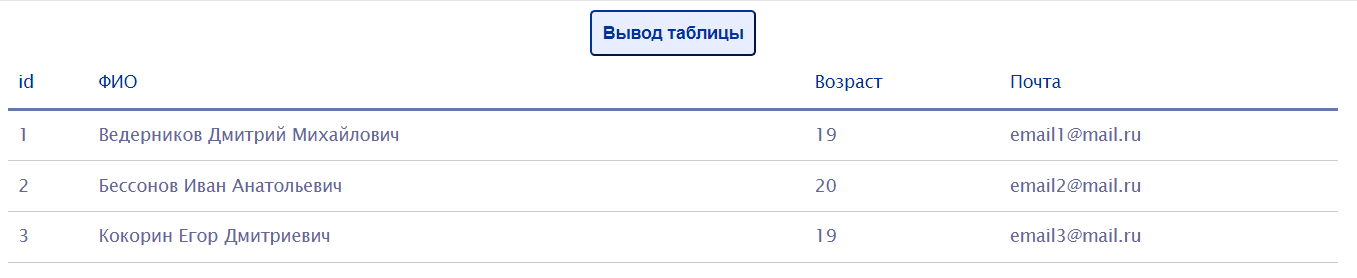 Вывод таблицы
id ФИО Возраст Почта
1 Ведерников Дмитрий Михайлович 19 email1@mail.ru
2 Бессонов Иван Анатольевич 20 email2@mail.ru
3 Кокорин Егор Дмитриевич 19 email3@mail.ru